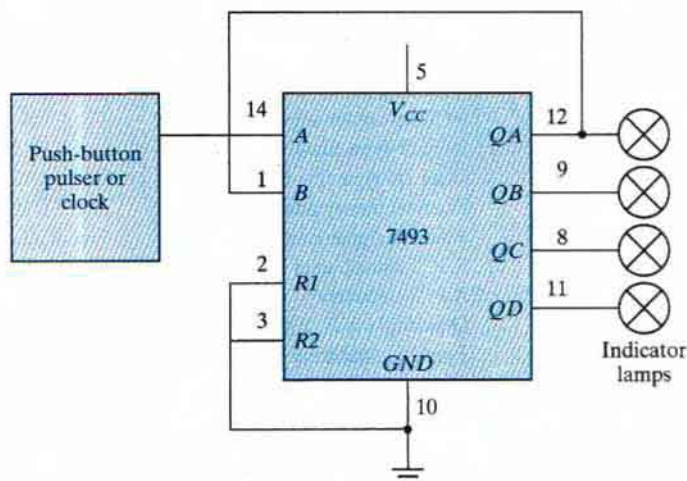 5
14
12
V_CC
Push-button
pulser or
clock
A
QA
1
9
B
QB
7493
2
8
R1
QC
3
11
R2
QD
GND
Indicator
lamps
10